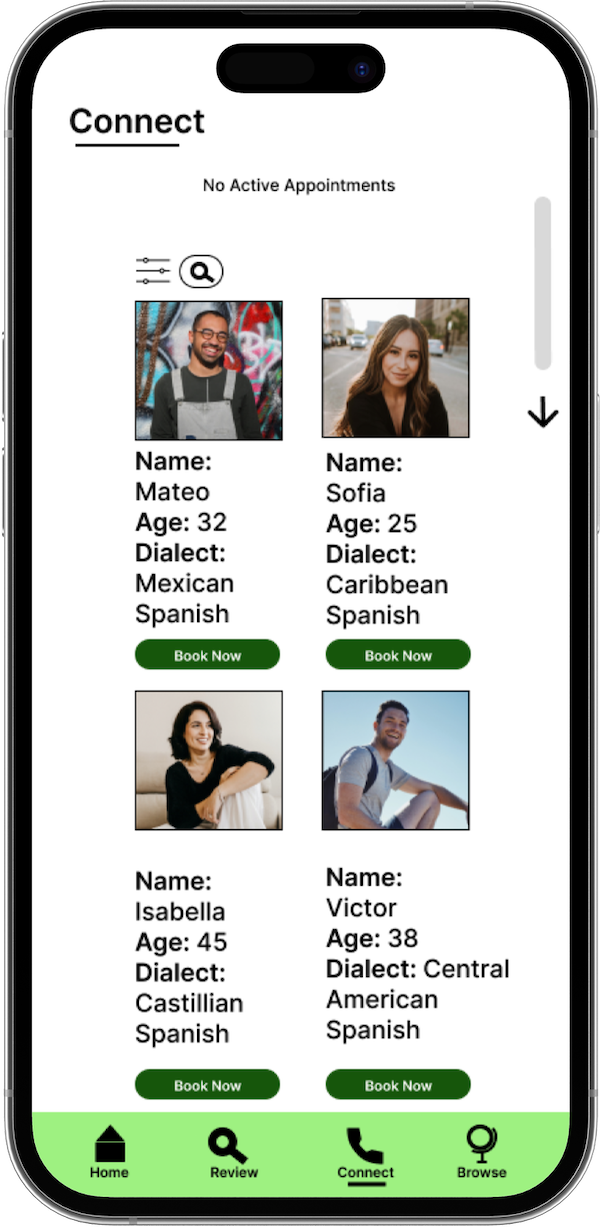 Connect
No Active Appointments
Name:
Mateo
Age: 32
Dialect:
Mexican
Spanish
Book Now
Name:
Sofia
Age: 25
Dialect:
Caribbean
Spanish
Book Now
Name:
Isabella
Age: 45
Dialect:
Castillian
Spanish
Book Now
Name:
Victor
Age: 38
Dialect: Central
American
Spanish
Book Now
Home
Review
Connect
Browse